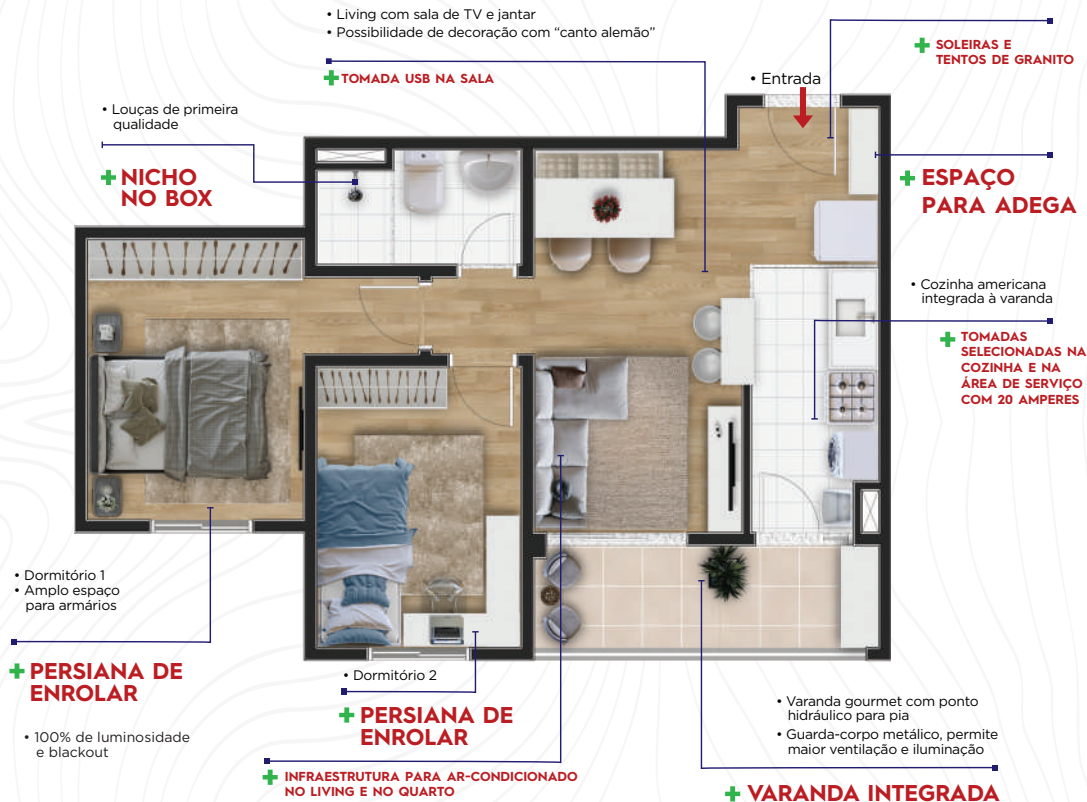 • Living com sala de TV e jantar
• Possibilidade de decoração com “canto alemão”
+ TOMADA USB NA SALA
• Entrada
+ SOLEIRAS E
TENTOS DE GRANITO
• Louças de primeira
qualidade
+ NICHO
NO BOX
+ ESPAÇO
PARA ADEGA
• Cozinha americana
integrada à varanda
+ TOMADAS
SELECIONADAS NA
COZINHA E NA
ÁREA DE SERVIÇO
COM 20 AMPERES
• Dormitório 1
• Amplo espaço
para armários
+ PERSIANA DE
ENROLAR
• 100% de luminosidade
e blackout
• Dormitório 2
+ PERSIANA DE
ENROLAR
+ INFRAESTRUTURA PARA AR-CONDICIONADO
NO LIVING E NO QUARTO
• Varanda gourmet com ponto
hidráulico para pia
• Guarda-corpo metálico, permite
maior ventilação e iluminação
+ VARANDA INTEGRADA